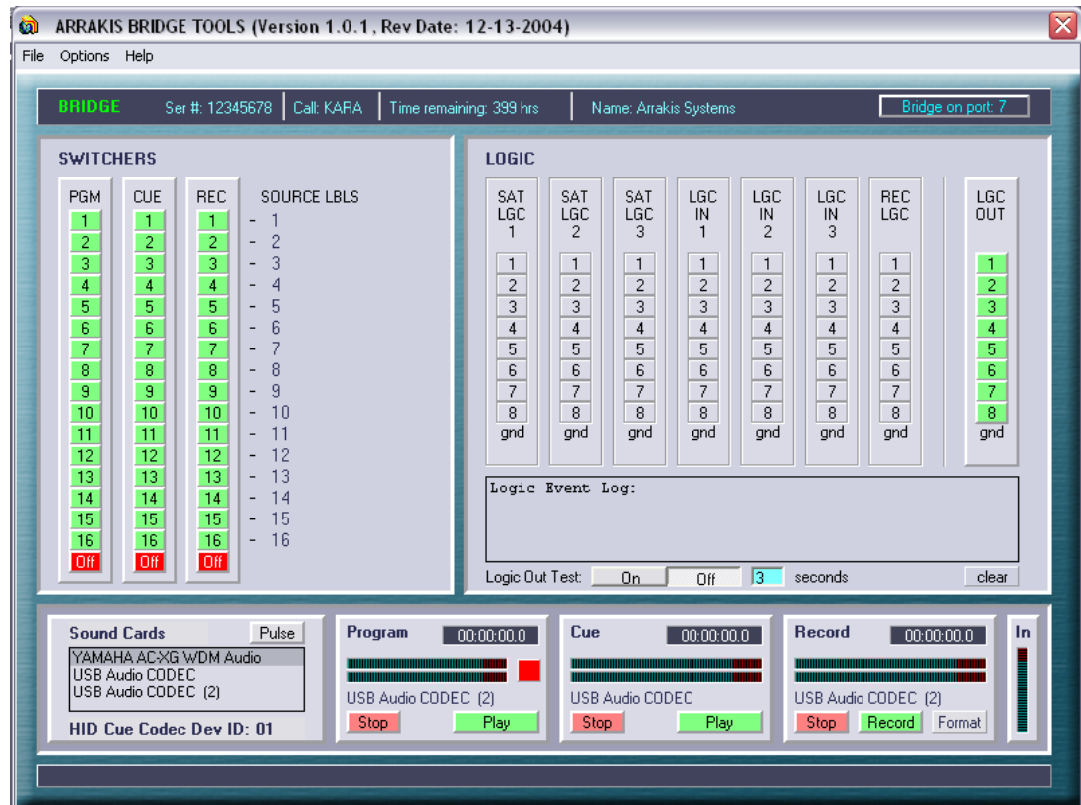 ARRAKIS BRIDGE TOOLS (Version 1.0.1, Rev Date: 12-13-2004)
File Options Help
BRIDGE Ser #: 12345678 Call: KARA Time remaining: 399 hrs Name: Arrakis Systems Bridge on port: 7
SWITCHERS
PGM CUE REC SOURCE LBLS
1 1 1 - 1
2 2 2 - 2
3 3 3 - 3
4 4 4 - 4
5 5 5 - 5
6 6 6 - 6
7 7 7 - 7
8 8 8 - 8
9 9 9 - 9
10 10 10 - 10
11 11 11 - 11
12 12 12 - 12
13 13 13 - 13
14 14 14 - 14
15 15 15 - 15
16 16 16 - 16
Off Off Off
LOGIC
SAT SAT SAT LGC LGC LGC REC LGC
LGC LGC LGC IN IN IN LGC OUT
1 2 3 1 2 3
1 1 1 1 1 1 1 1
2 2 2 2 2 2 2 2
3 3 3 3 3 3 3 3
4 4 4 4 4 4 4 4
5 5 5 5 5 5 5 5
6 6 6 6 6 6 6 6
7 7 7 7 7 7 7 7
8 8 8 8 8 8 8 8
gnd gnd gnd gnd gnd gnd gnd gnd
Logic Event Log:
Logic Out Test: On Off 3 seconds clear
Sound Cards Pulse
YAMAHA AC-XG WDM Audio
USB Audio CODEC
USB Audio CODEC (2)
HID Cue Codec Dev ID: 01
Program 00:00:00.0
USB Audio CODEC (2)
Stop Play
Cue 00:00:00.0
USB Audio CODEC
Stop Play
Record 00:00:00.0
USB Audio CODEC (2)
Stop Record Format
In